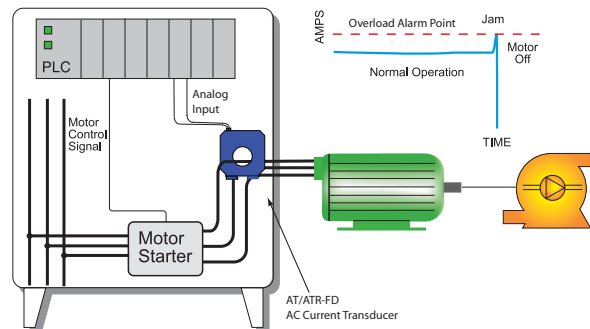 PLC
Analog
Input
Motor
Control
Signal
Motor
Starter
AT/ATR-FD
AC Current Transducer
AMPS
Overload Alarm Point
Jam
Motor
Off
Normal Operation
TIME